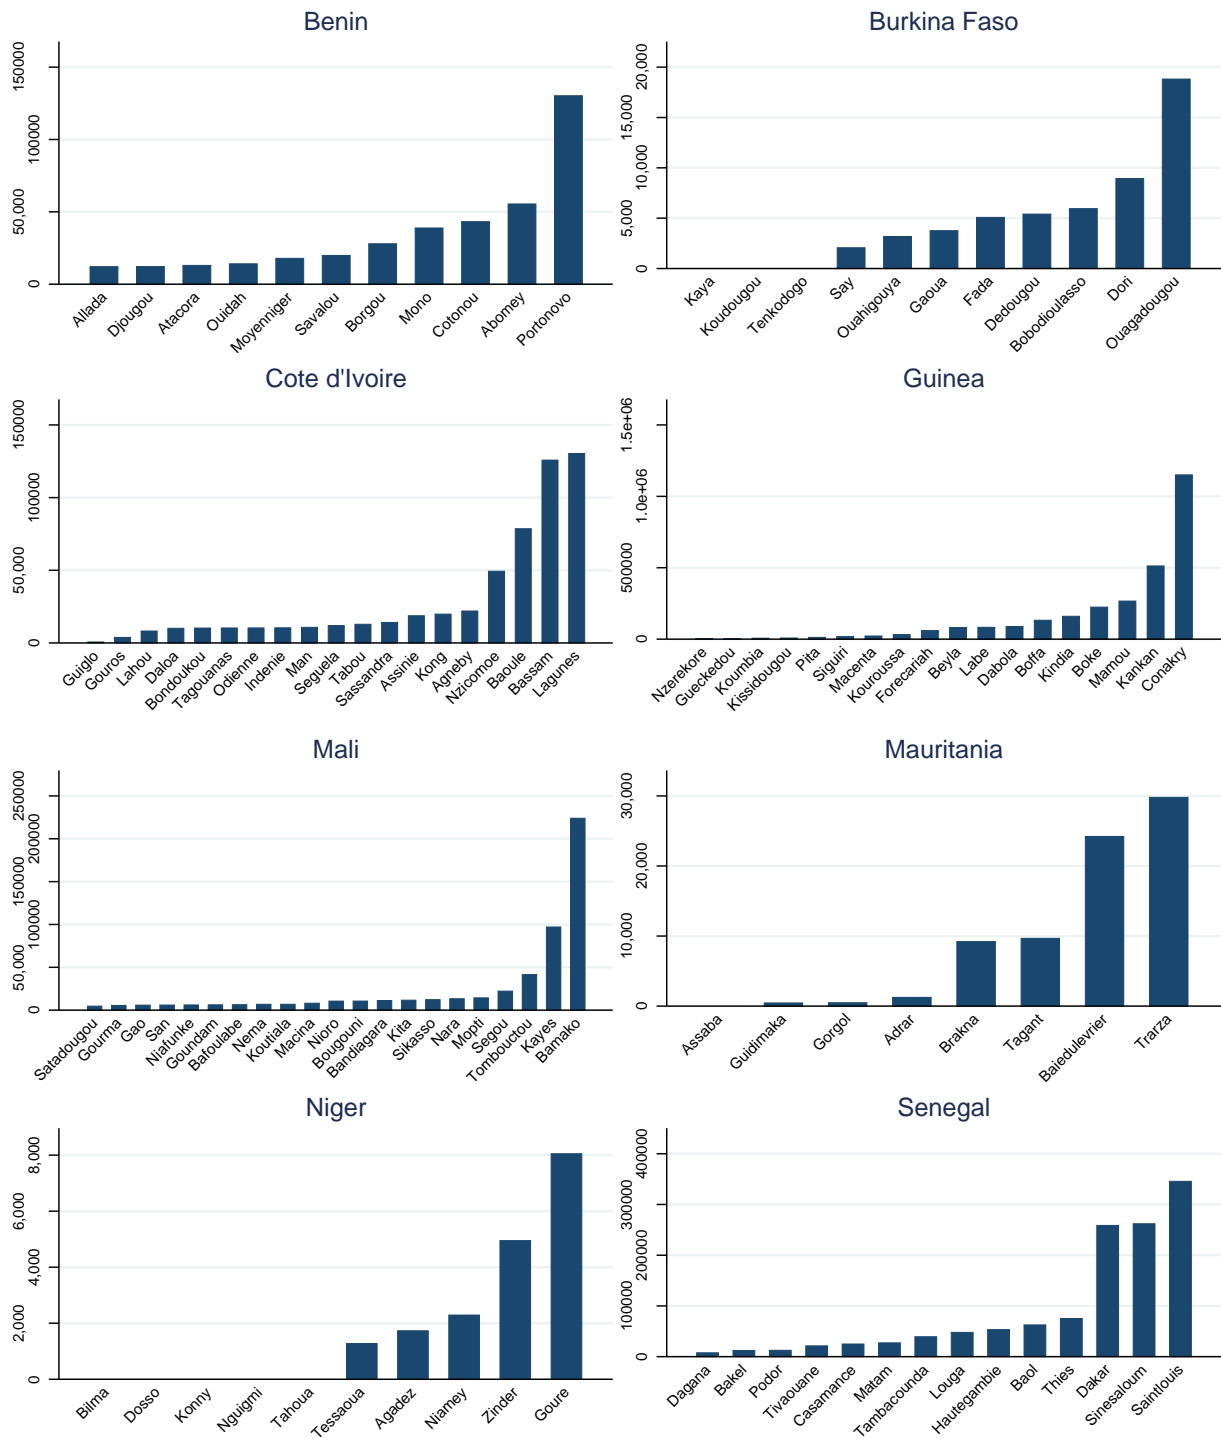 Benin
150000
100000
50,000
0
Allada
Djougou
Atacora
Ouidah
Moyenniger
Savalou
Borgou
Mono
Cotonou
Abomey
Portonovo
Burkina Faso
20,000
15,000
10,000
5,000
0
Kaya
Koudougou
Tenkodogo
Say
Ouahigouya
Gaoua
Fada
Dedougou
Bobodioulasso
Dori
Ouagadougou
Cote d'Ivoire
150000
100000
50,000
0
Guiglo
Gouros
Lahou
Daloa
Bondoukou
Tagouanas
Odienne
Indenie
Man
Seguela
Tabou
Sassandra
Assinie
Kong
Agneby
Nzicomoe
Baoule
Bassam
Lagunes
Guinea
1.5e+06
1.0e+06
500000
0
Nzerekore
Gueckedou
Koumbia
Kissidougou
Pita
Siguiri
Macenta
Kouroussa
Forecariah
Beyla
Labe
Dabola
Boffa
Kindia
Boke
Mamou
Kankan
Conakry
Mali
250000
200000
150000
100000
50,000
0
Satadougou
Gourma
Gao
San
Niafunke
Goundam
Bafoulabe
Nema
Koutiala
Macina
Nioro
Bougouni
Bandiagara
Kita
Sikasso
Nara
Mopti
Segou
Tombouctou
Kayes
Bamako
Mauritania
30,000
20,000
10,000
0
Assaba
Guidimaka
Gorgol
Adrar
Brakna
Tagant
Baiedulevrier
Trarza
Niger
8,000
6,000
4,000
2,000
0
Bilma
Dosso
Konny
Nguigmi
Tahoua
Tessaoua
Agadez
Niamey
Zinder
Goure
Senegal
400000
300000
200000
100000
0
Dagana
Bakel
Podor
Tivaouane
Casamance
Matam
Tambacounda
Louga
Hautegambie
Baol
Thies
Dakar
Sinesaloum
Saintlouis